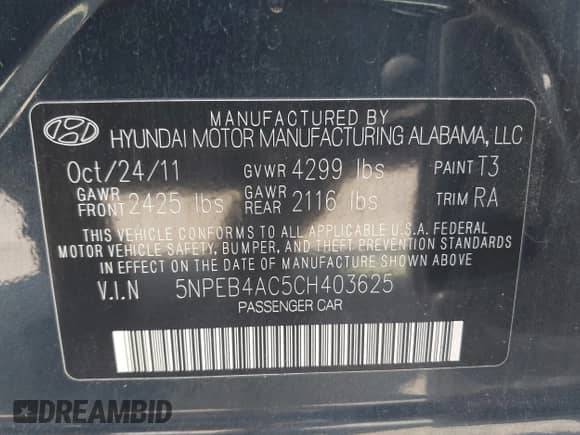 MANUFACTURED BY
HYUNDAI MOTOR MANUFACTURING ALABAMA, LLC
Oct/24/11 GVWR 4299 lbs PAINT T3
GAWR FRONT 2425 lbs GAWR REAR 2116 lbs TRIM RA
THIS VEHICLE CONFORMS TO ALL APPLICABLE U.S.A. FEDERAL
MOTOR VEHICLE SAFETY, BUMPER, AND THEFT PREVENTION STANDARDS
IN EFFECT ON THE DATE OF MANUFACTURE SHOWN ABOVE.
V.I.N 5NPEB4AC5CH403625
PASSENGER CAR
DREAMBID